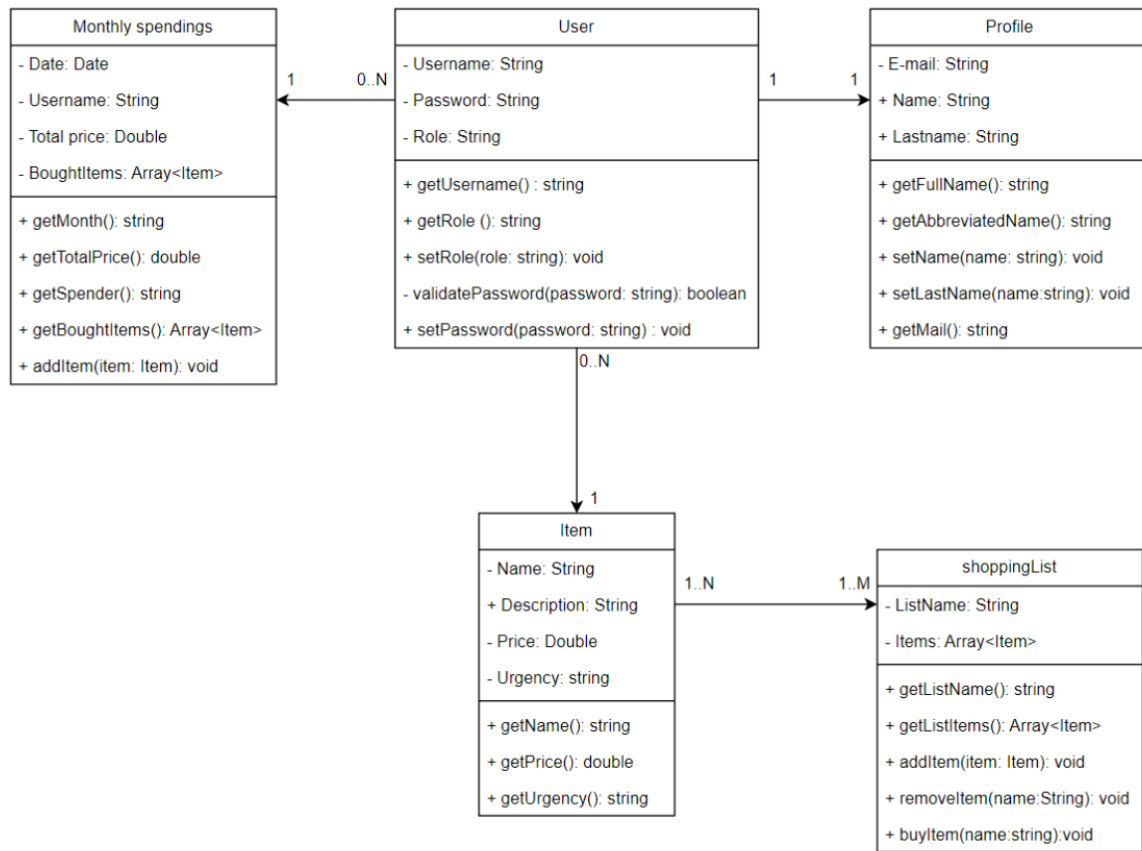 Monthly spendings
- Date: Date
- Username: String
- Total price: Double
- BoughtItems: Array<Item>
+ getMonth(): string
+ getTotalPrice(): double
+ getSpender(): string
+ getBoughtItems(): Array<Item>
+ addItem(item: Item): void
1
0..N
User
- Username: String
- Password: String
- Role: String
+ getUsername() : string
+ getRole (): string
+ setRole(role: string): void
- validatePassword(password: string): boolean
+ setPassword(password: string) : void
1
1
Profile
- E-mail: String
+ Name: String
+ Lastname: String
+ getFullName(): string
+ getAbbreviatedName(): string
+ setName(name: string): void
+ setLastName(name:string): void
+ getMail(): string
0..N
1
Item
- Name: String
+ Description: String
- Price: Double
- Urgency: string
+ getName(): string
+ getPrice(): double
+ getUrgency(): string
1..N
1..M
shoppingList
- ListName: String
- Items: Array<Item>
+ getListName(): string
+ getListItems(): Array<Item>
+ addItem(item: Item): void
+ removeItem(name:String): void
+ buyItem(name:string):void